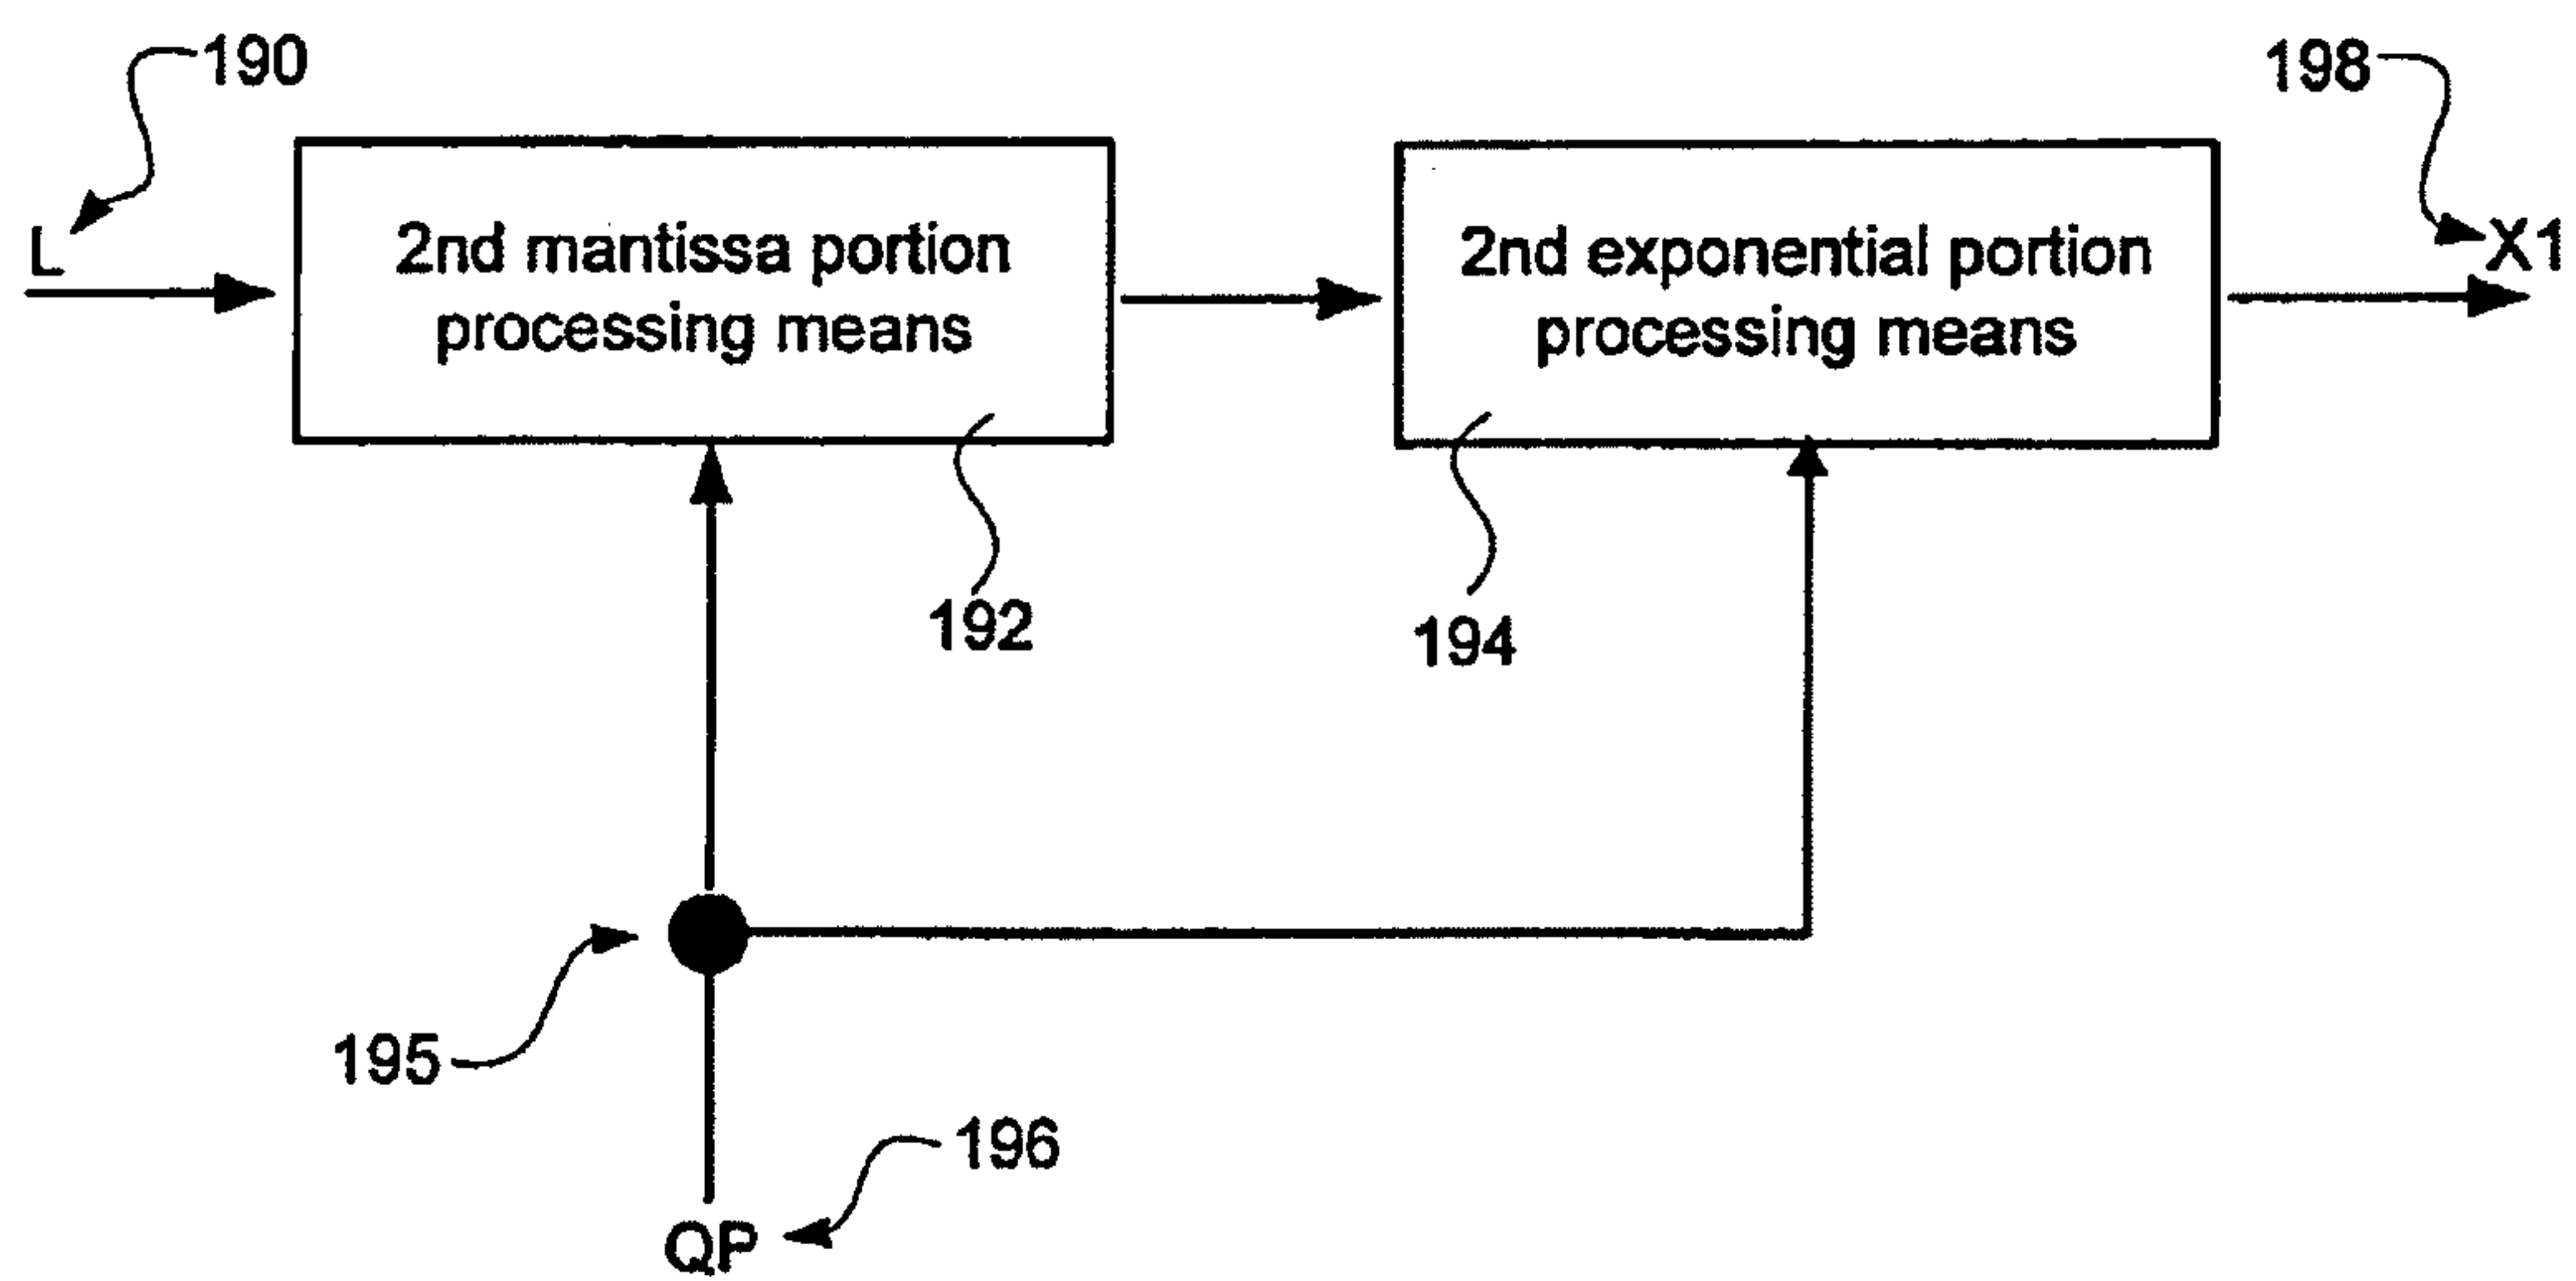 190
198
L
2nd mantissa portion
processing means
2nd exponential portion
processing means
X1
192
194
195
196
QP